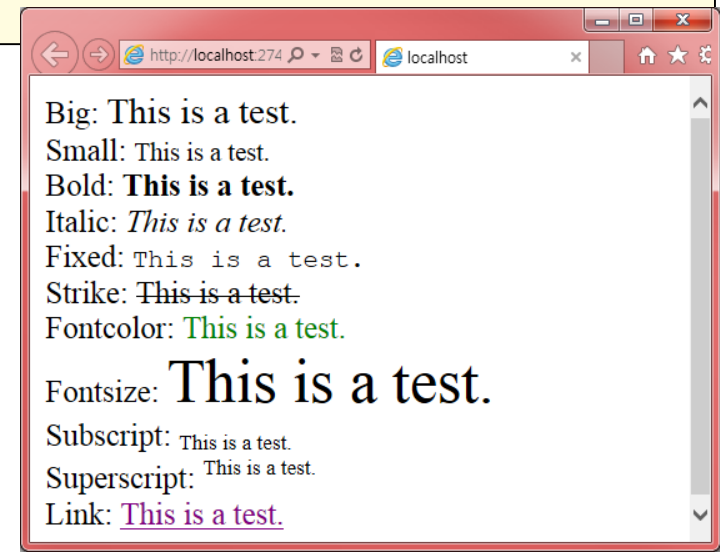 http://localhost:274
localhost
Big: This is a test.
Small: This is a test.
Bold: This is a test.
Italic: This is a test.
Fixed: This is a test.
Strike: This is a test.
Fontcolor: This is a test.
Fontsize: This is a test.
Subscript: This is a test.
Superscript: This is a test.
Link: This is a test.